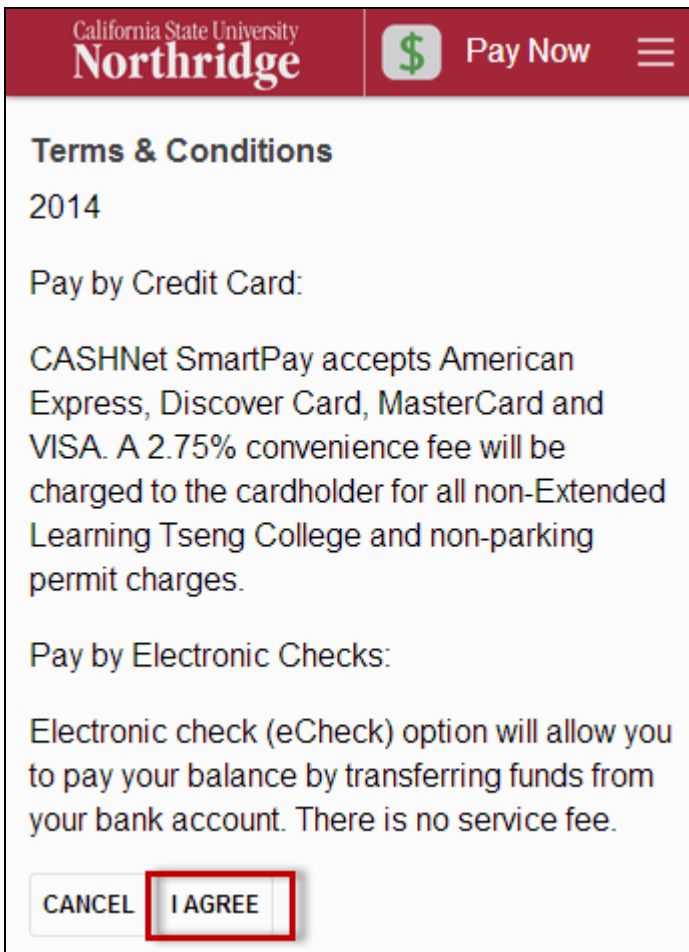 California State University
Northridge
$ Pay Now
Terms & Conditions
2014
Pay by Credit Card:
CASHNet SmartPay accepts American
Express, Discover Card, MasterCard and
VISA. A 2.75% convenience fee will be
charged to the cardholder for all non-Extended
Learning Tseng College and non-parking
permit charges.
Pay by Electronic Checks:
Electronic check (eCheck) option will allow you
to pay your balance by transferring funds from
your bank account. There is no service fee.
CANCEL I AGREE